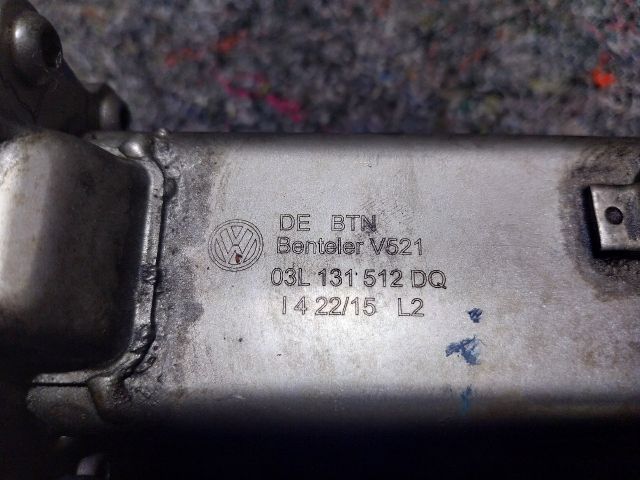 DE BTN
Benteler V521
03L 131 512 DQ
I 4 22/15 L2